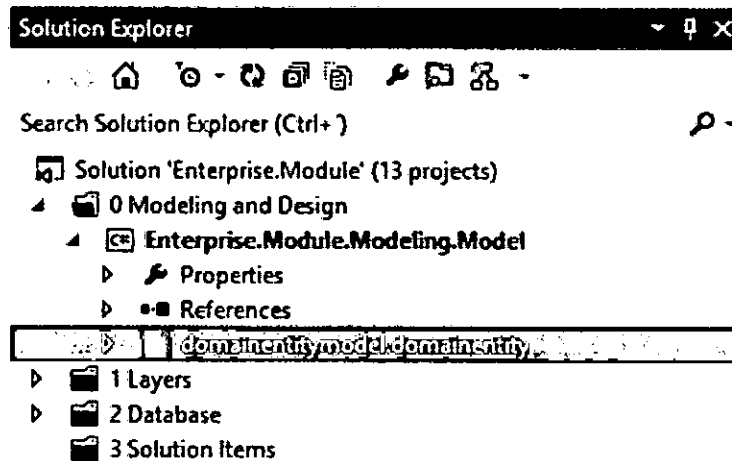 Solution Explorer
Search Solution Explorer (Ctrl+ )
Solution 'Enterprise.Module' (13 projects)
0 Modeling and Design
C# Enterprise.Module.Modeling.Model
Properties
References
domainentitymodel.domainentity
1 Layers
2 Database
3 Solution Items